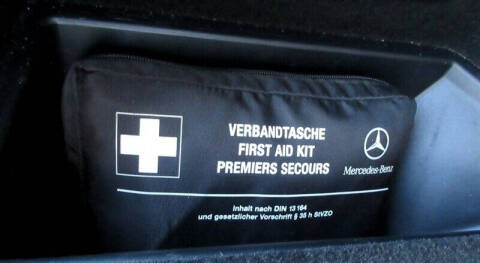 VERBANDTASCHE
FIRST AID KIT
PREMIERS SECOURS
Mercedes-Benz
Inhalt nach DIN 13 164
und gesetzlicher Vorschrift § 35 h StVZO